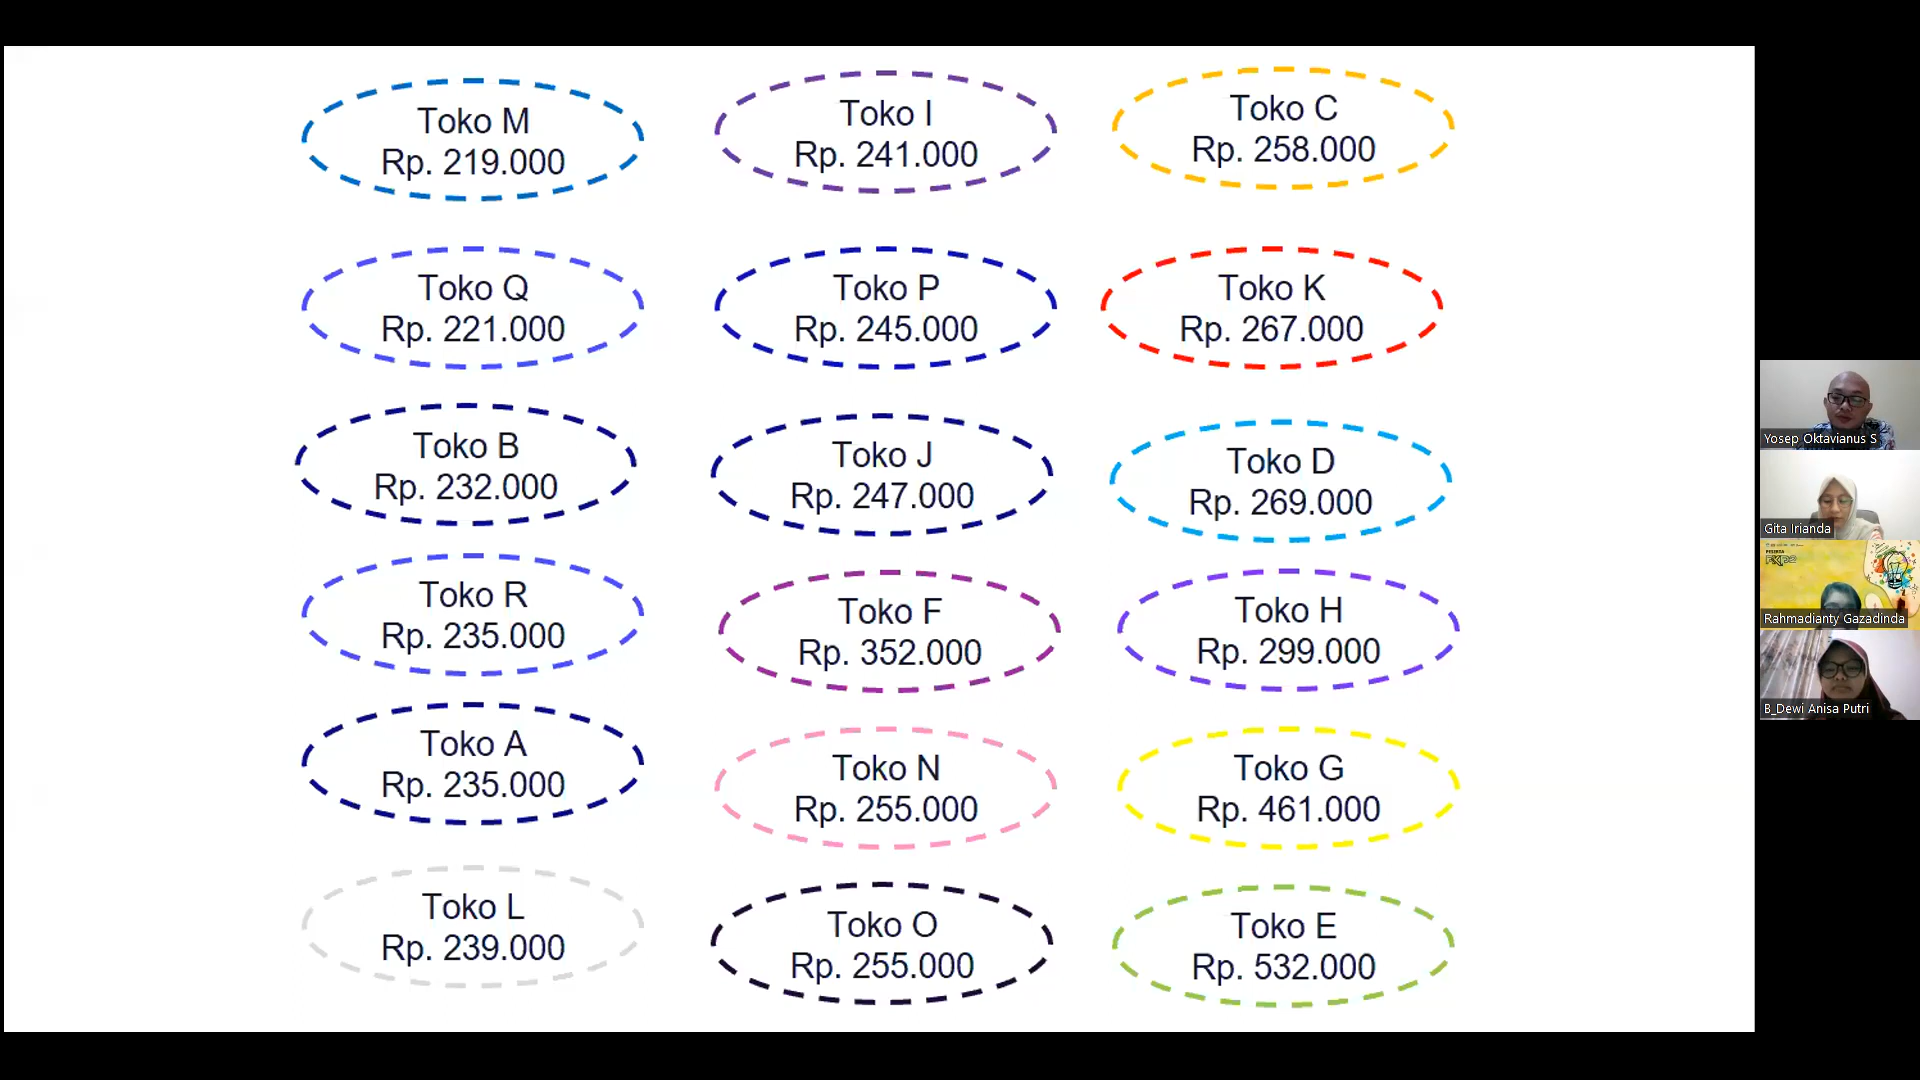 Toko M
Rp. 219.000
Toko I
Rp. 241.000
Toko C
Rp. 258.000
Toko Q
Rp. 221.000
Toko P
Rp. 245.000
Toko K
Rp. 267.000
Toko B
Rp. 232.000
Toko J
Rp. 247.000
Toko D
Rp. 269.000
Toko R
Rp. 235.000
Toko F
Rp. 352.000
Toko H
Rp. 299.000
Toko A
Rp. 235.000
Toko N
Rp. 255.000
Toko G
Rp. 461.000
Toko L
Rp. 239.000
Toko O
Rp. 255.000
Toko E
Rp. 532.000
Yosep Oktavianus S
Gita Irianda
PESERTA
Rahmadianty Gazadinda
B_Dewi Anisa Putri